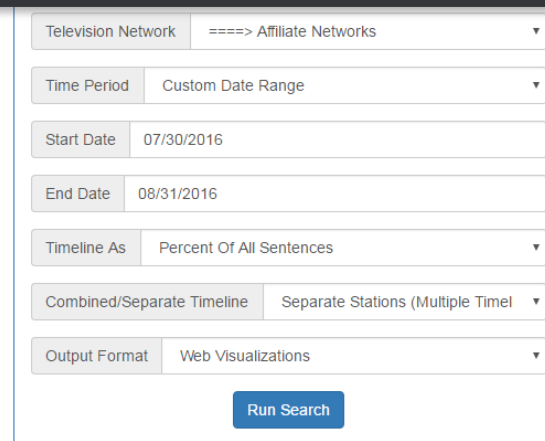 Television Network ====> Affiliate Networks
Time Period Custom Date Range
Start Date 07/30/2016
End Date 08/31/2016
Timeline As Percent Of All Sentences
Combined/Separate Timeline Separate Stations (Multiple Timel
Output Format Web Visualizations
Run Search